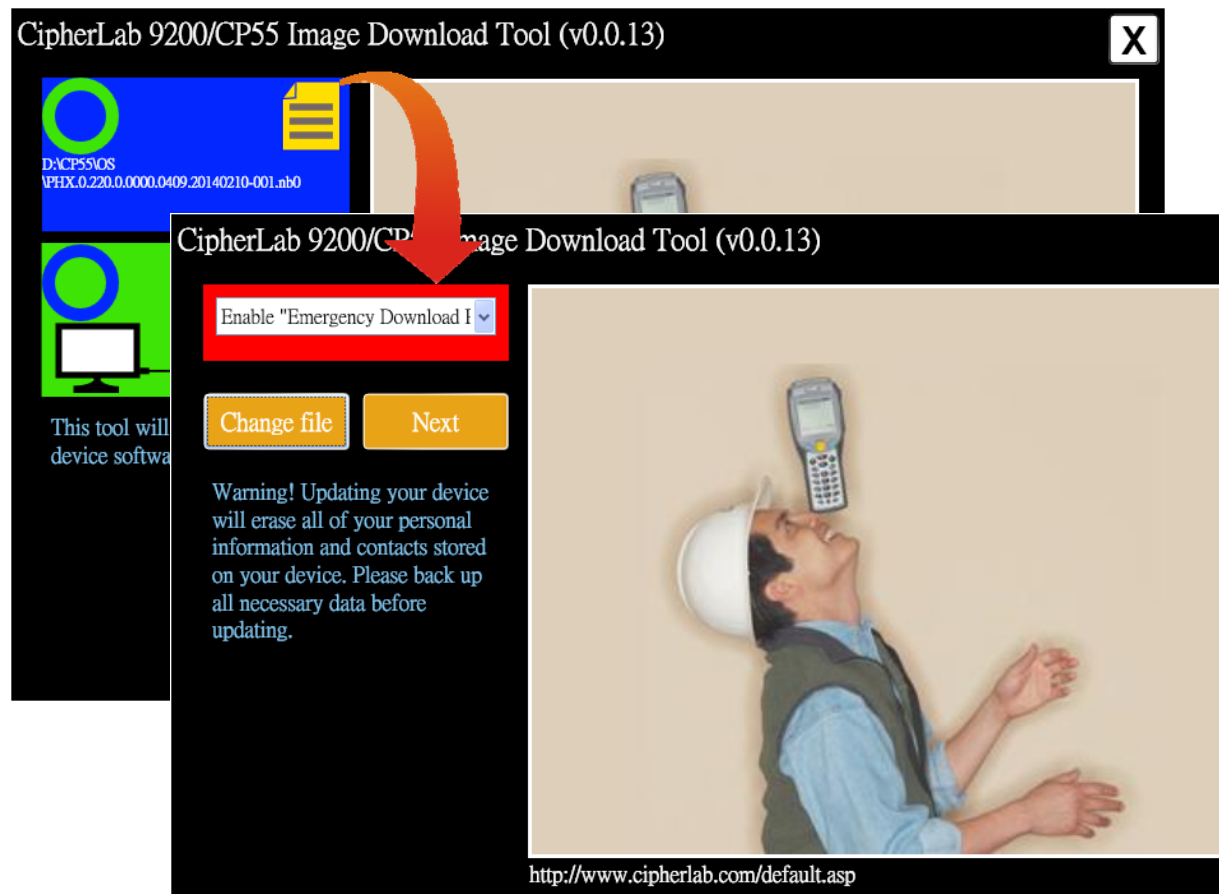 CipherLab 9200/CP55 Image Download Tool (v0.0.13)
X
D:\CP55\OS
\PHX.0.220.0.0000.0409.20140210-001.nb0
This tool will
device softwa
CipherLab 9200/CP mage Download Tool (v0.0.13)
Enable "Emergency Download
Change file
Next
Warning! Updating your device
will erase all of your personal
information and contacts stored
on your device. Please back up
all necessary data before
updating.
http://www.cipherlab.com/default.asp